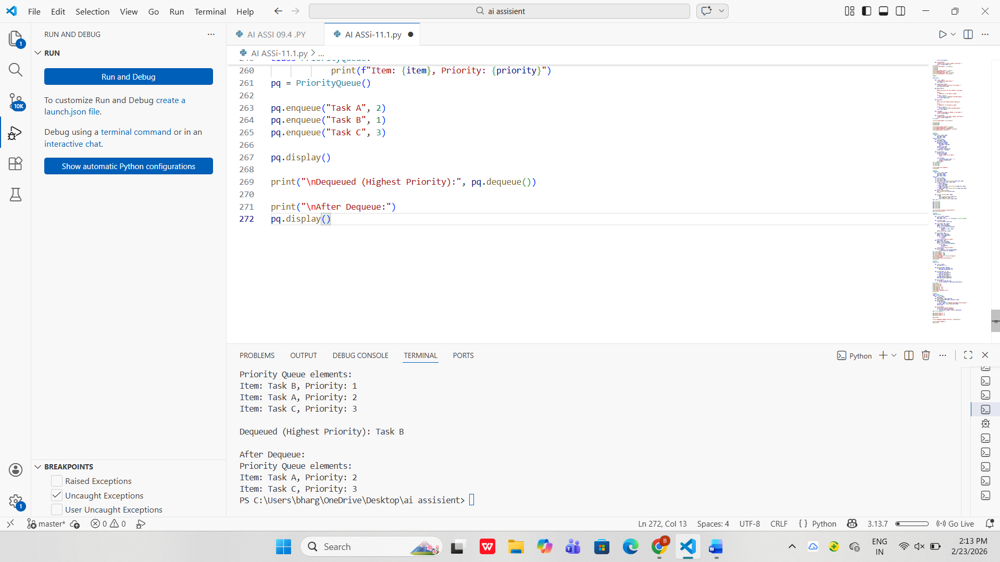 File Edit Selection View Go Run Terminal Help
ai assisient
RUN AND DEBUG
RUN
Run and Debug
To customize Run and Debug create a
launch.json file.
Debug using a terminal command or in an
interactive chat.
Show automatic Python configurations
1
10K
1
BREAKPOINTS
Raised Exceptions
Uncaught Exceptions
User Uncaught Exceptions
AI ASSI 09.4 .PY
AI ASSi-11.1.py
AI ASSi-11.1.py > ...
260 print(f"Item: {item}, Priority: {priority}")
261 pq = PriorityQueue()
262
263 pq.enqueue("Task A", 2)
264 pq.enqueue("Task B", 1)
265 pq.enqueue("Task C", 3)
266
267 pq.display()
268
269 print("\nDequeued (Highest Priority):", pq.dequeue())
270
271 print("\nAfter Dequeue:")
272 pq.display()
PROBLEMS OUTPUT DEBUG CONSOLE TERMINAL PORTS
Python
Priority Queue elements:
Item: Task B, Priority: 1
Item: Task A, Priority: 2
Item: Task C, Priority: 3
Dequeued (Highest Priority): Task B
After Dequeue:
Priority Queue elements:
Item: Task A, Priority: 2
Item: Task C, Priority: 3
PS C:\Users\bharg\OneDrive\Desktop\ai assisient>
master* 0 0
Ln 272, Col 13 Spaces: 4 UTF-8 CRLF { } Python 3.13.7 Go Live
Search
B
ENG
IN
2:13 PM
2/23/2026